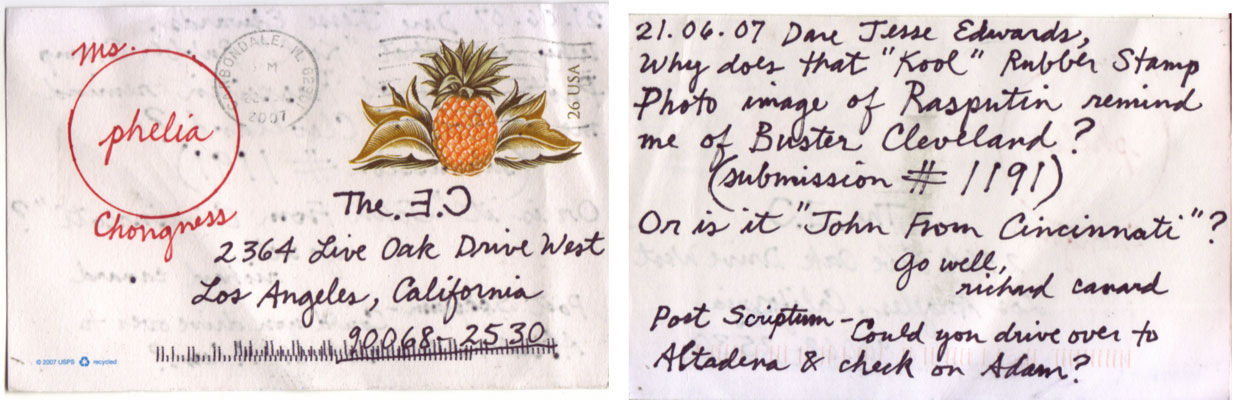 Ms.
phelia
Chongness
CARBONDALE, IL
M
2007
26 USA
The .E.C
2364 Live Oak Drive West
Los Angeles, California
90068-2530
© 2007 USPS recycled
21.06.07 Dare Jesse Edwards,
Why does that "Kool" Rubber Stamp
Photo image of Rasputin remind
me of Buster Cleveland?
(submission # 1191)
Or is it "John From Cincinnati"?
Go well,
richard canard
Post Scriptum - Could you drive over to
Altadena & check on Adam?